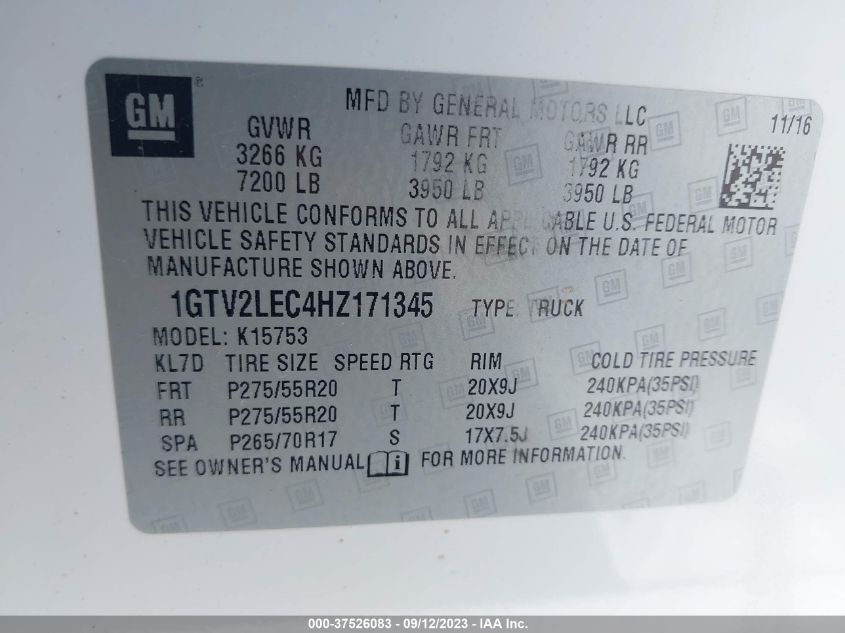 GM ®
MFD BY GENERAL MOTORS LLC
11/16
GVWR GAWR FRT GAWR RR
3266 KG 1792 KG 1792 KG
7200 LB 3950 LB 3950 LB
THIS VEHICLE CONFORMS TO ALL APPLICABLE U.S. FEDERAL MOTOR
VEHICLE SAFETY STANDARDS IN EFFECT ON THE DATE OF
MANUFACTURE SHOWN ABOVE.
1GTV2LEC4HZ171345 TYPE: TRUCK
MODEL: K15753
KL7D TIRE SIZE SPEED RTG RIM COLD TIRE PRESSURE
FRT P275/55R20 T 20X9J 240KPA(35PSI)
RR P275/55R20 T 20X9J 240KPA(35PSI)
SPA P265/70R17 S 17X7.5J 240KPA(35PSI)
SEE OWNER'S MANUAL i FOR MORE INFORMATION.
000-37526083 - 09/12/2023 - IAA Inc.